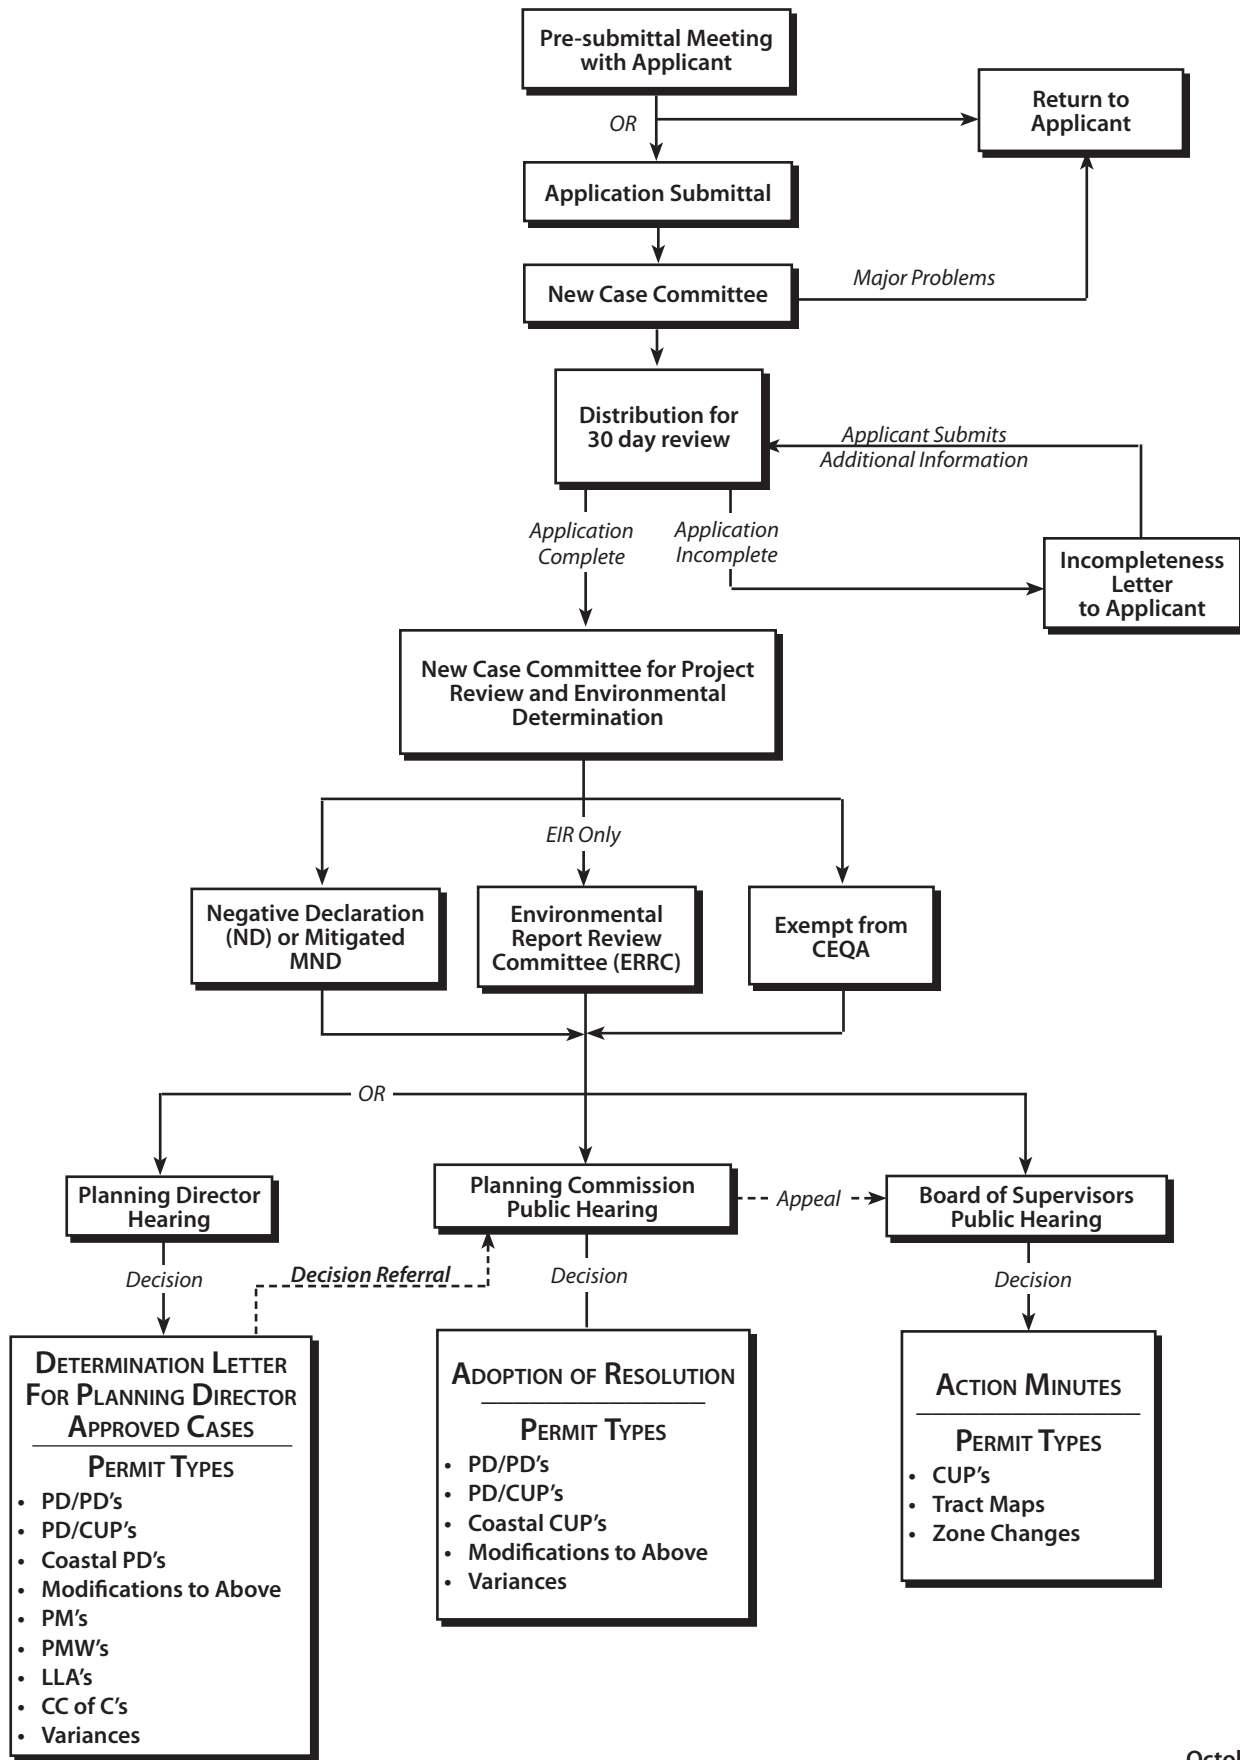 Pre-submittal Meeting
with Applicant
Return to
Applicant
OR
Application Submittal
New Case Committee
Major Problems
Distribution for
30 day review
Applicant Submits
Additional Information
Application
Complete
Application
Incomplete
Incompleteness
Letter
to Applicant
New Case Committee for Project
Review and Environmental
Determination
EIR Only
Negative Declaration
(ND) or Mitigated
MND
Environmental
Report Review
Committee (ERRC)
Exempt from
CEQA
OR
Planning Director
Hearing
Planning Commission
Public Hearing
Appeal
Board of Supervisors
Public Hearing
Decision
Decision Referral
Decision
Decision
DETERMINATION LETTER
FOR PLANNING DIRECTOR
APPROVED CASES
PERMIT TYPES
• PD/PD's
• PD/CUP's
• Coastal PD's
• Modifications to Above
• PM's
• PMW's
• LLA's
• CC of C's
• Variances
ADOPTION OF RESOLUTION
PERMIT TYPES
• PD/PD's
• PD/CUP's
• Coastal CUP's
• Modifications to Above
• Variances
ACTION MINUTES
PERMIT TYPES
• CUP's
• Tract Maps
• Zone Changes